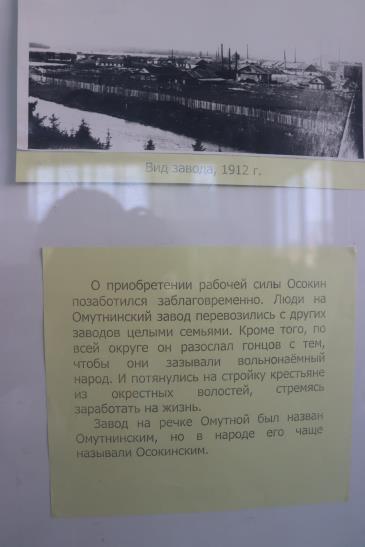 Вид завода, 1912 г.
О приобретении рабочей силы Осокин
позаботился заблаговременно. Люди на
Омутнинский завод перевозились с других
заводов целыми семьями. Кроме того, по
всей округе он разослал гонцов с тем,
чтобы они зазывали вольнонаёмный
народ. И потянулись на стройку крестьяне
из окрестных волостей, стремясь
заработать на жизнь.
Завод на речке Омутной был назван
Омутнинским, но в народе его чаще
называли Осокинским.